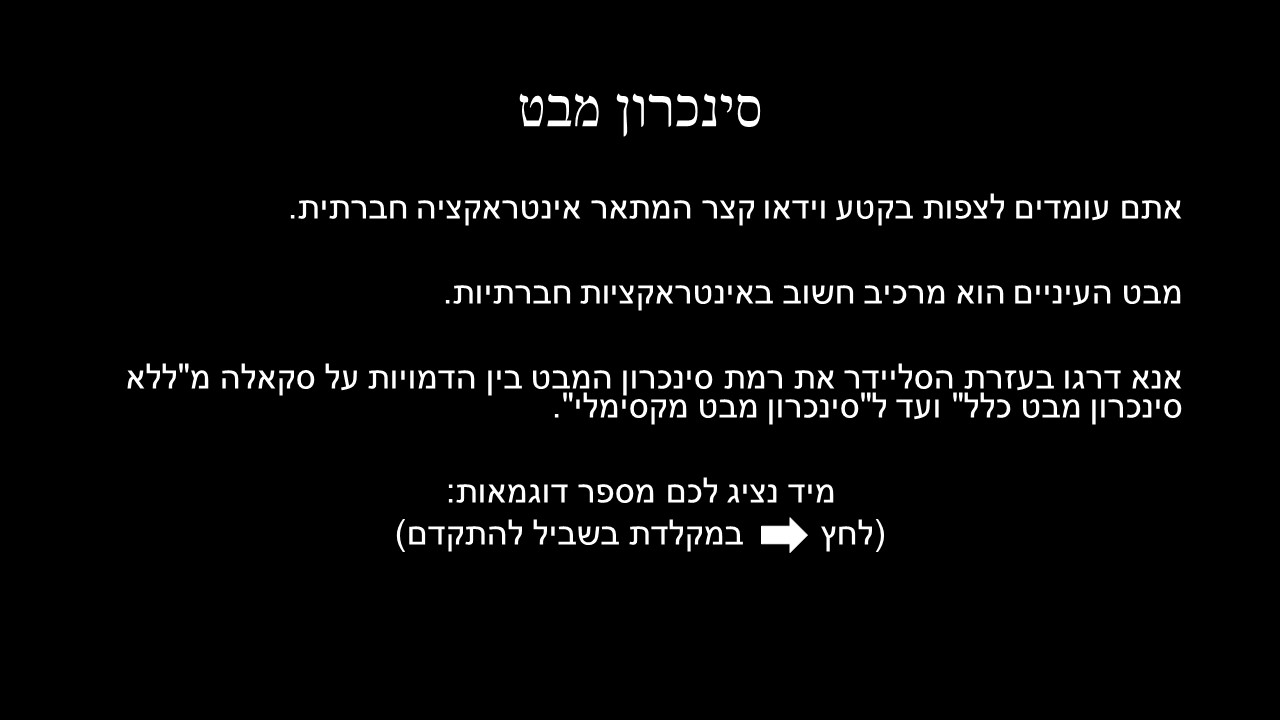 סינכרון מבט
אתם עומדים לצפות בקטע וידאו קצר המתאר אינטראקציה חברתית.
מבט העיניים הוא מרכיב חשוב באינטראקציות חברתיות.
אנא דרגו בעזרת הסליידר את רמת סינכרון המבט בין הדמויות על סקאלה מ"ללא
סינכרון מבט כלל" ועד ל"סינכרון מבט מקסימלי".
מיד נציג לכם מספר דוגמאות:
(לחץ ➡ במקלדת בשביל להתקדם)